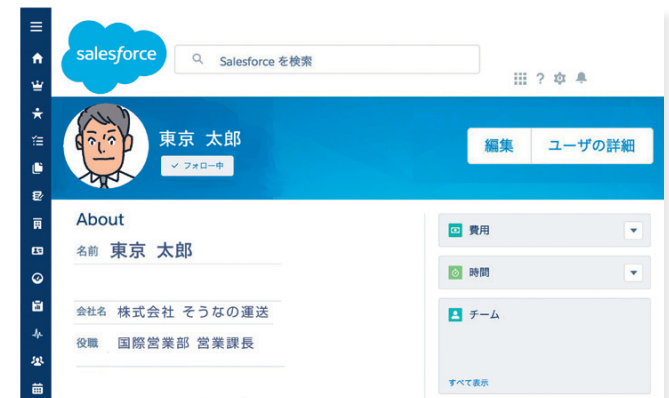 salesforce
Salesforce を検索
?
東京 太郎
✓ フォロー中
編集
ユーザの詳細
About
名前 東京 太郎
会社名 株式会社 そうなの運送
役職 国際営業部 営業課長
費用
時間
チーム
すべて表示